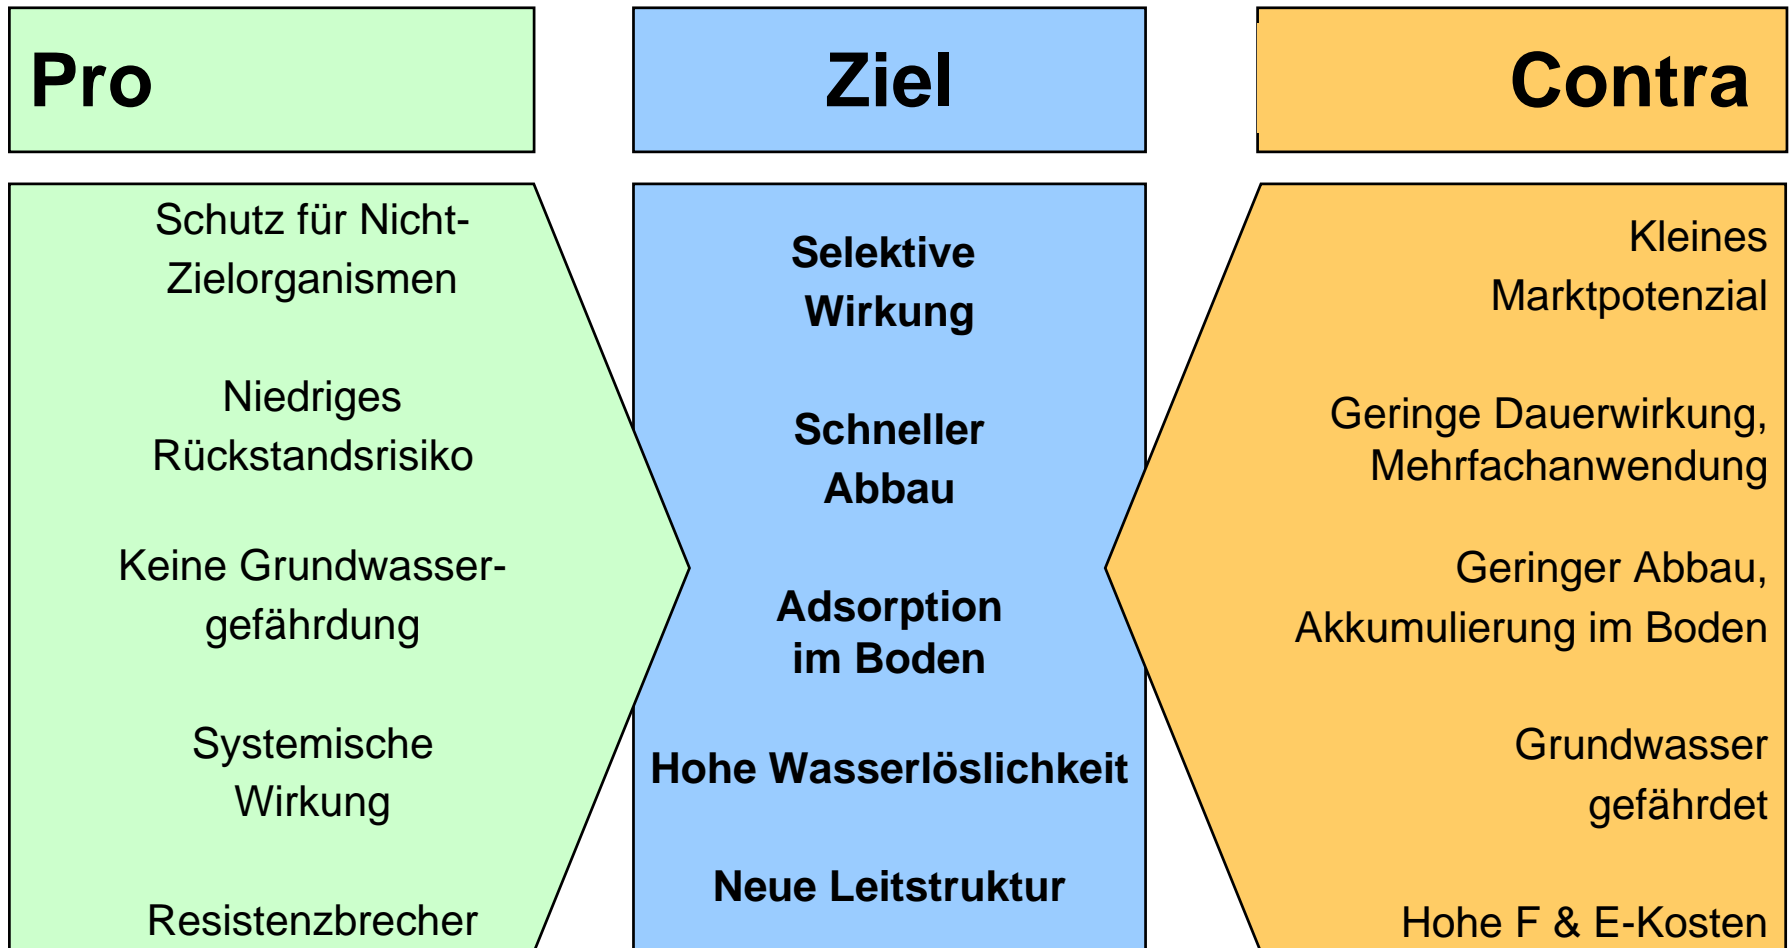 Pro
Ziel
Contra
Schutz für Nicht-
Zielorganismen
Selektive
Wirkung
Kleines
Marktpotenzial
Niedriges
Rückstandsrisiko
Schneller
Abbau
Geringe Dauerwirkung,
Mehrfachanwendung
Keine Grundwasser-
gefährdung
Adsorption
im Boden
Geringer Abbau,
Akkumulierung im Boden
Systemische
Wirkung
Hohe Wasserlöslichkeit
Grundwasser
gefährdet
Resistenzbrecher
Neue Leitstruktur
Hohe F & E-Kosten